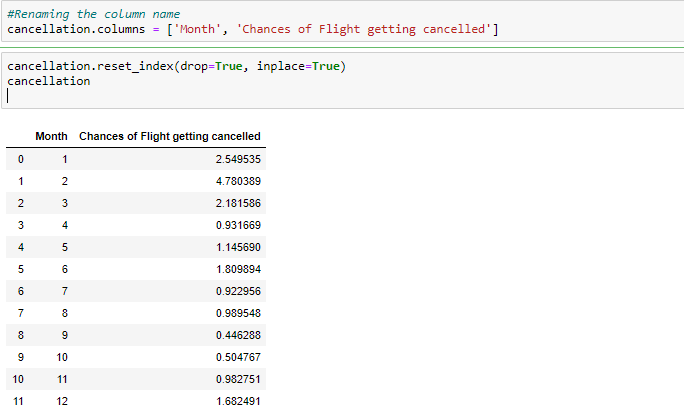 #Renaming the column name
cancellation.columns = ['Month', 'Chances of Flight getting cancelled']
cancellation.reset_index(drop=True, inplace=True)
cancellation
Month Chances of Flight getting cancelled
0 1 2.549535
1 2 4.780389
2 3 2.181586
3 4 0.931669
4 5 1.145690
5 6 1.809894
6 7 0.922956
7 8 0.989548
8 9 0.446288
9 10 0.504767
10 11 0.982751
11 12 1.682491